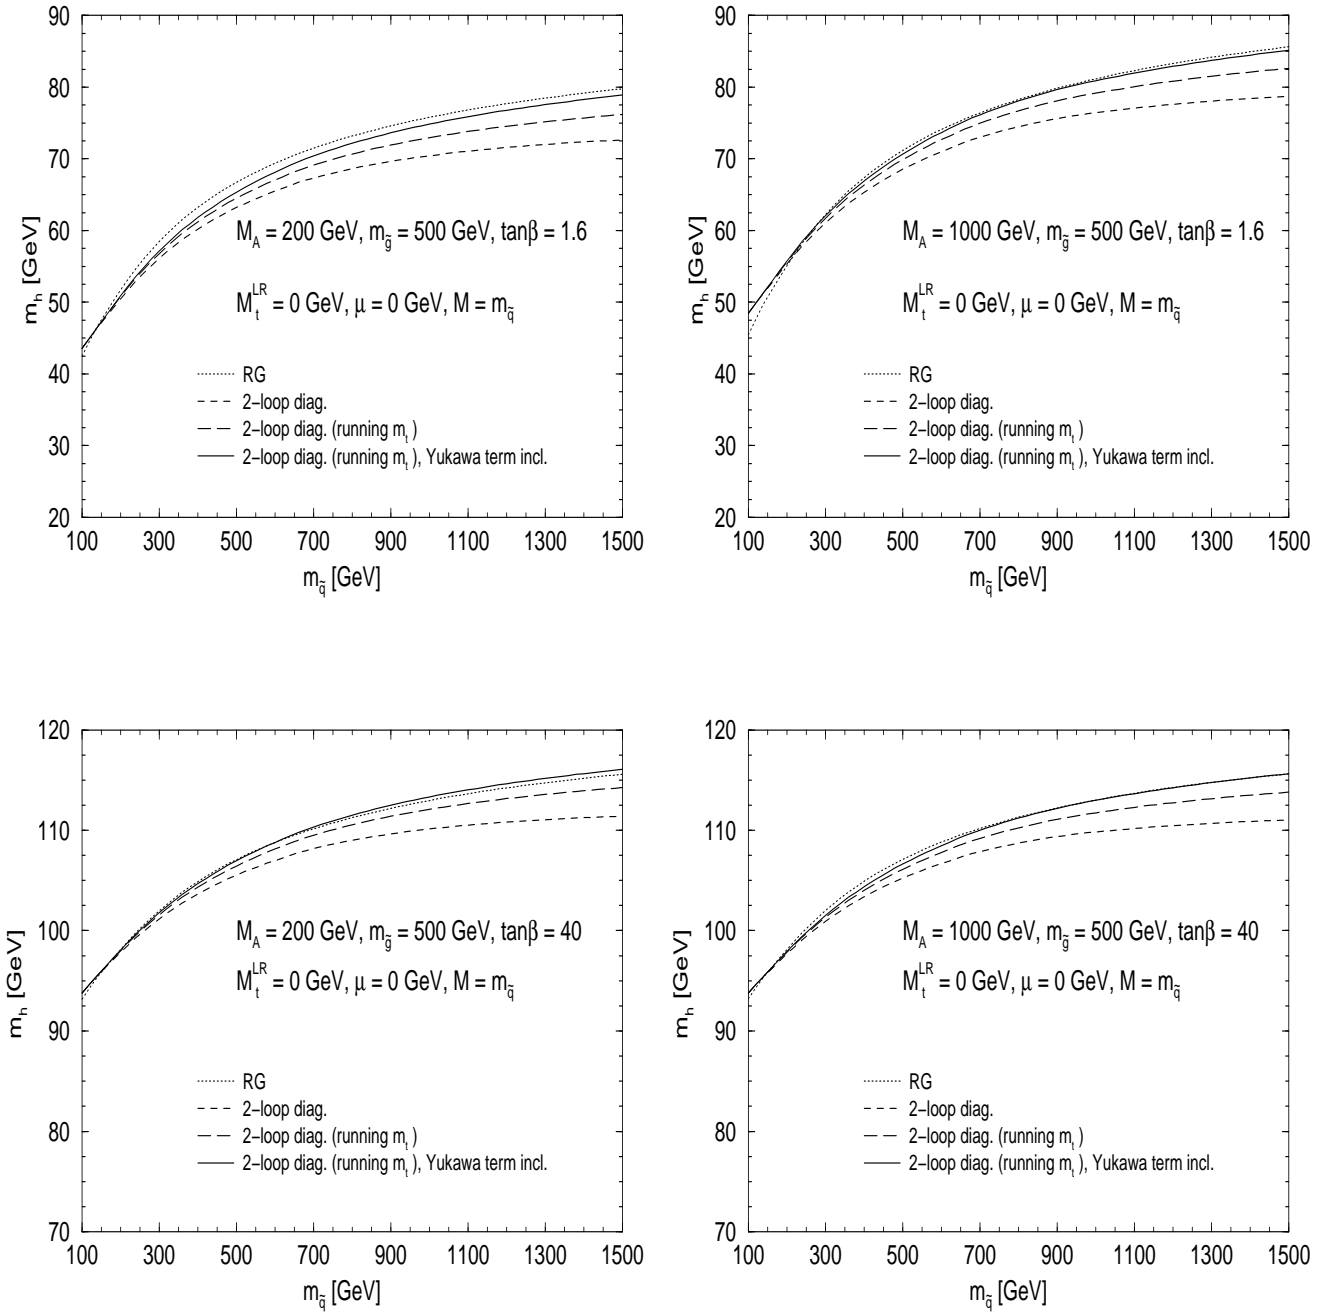 90
80
70
60
50
40
30
20
m_h [GeV]
M_A = 200 GeV, m_g̃ = 500 GeV, tanβ = 1.6
M_t^LR = 0 GeV, μ = 0 GeV, M = m_q̃
RG
2−loop diag.
2−loop diag. (running m_t )
2−loop diag. (running m_t ), Yukawa term incl.
100 300 500 700 900 1100 1300 1500
m_q̃ [GeV]
90
80
70
60
50
40
30
20
m_h [GeV]
M_A = 1000 GeV, m_g̃ = 500 GeV, tanβ = 1.6
M_t^LR = 0 GeV, μ = 0 GeV, M = m_q̃
RG
2−loop diag.
2−loop diag. (running m_t )
2−loop diag. (running m_t ), Yukawa term incl.
100 300 500 700 900 1100 1300 1500
m_q̃ [GeV]
120
110
100
90
80
70
m_h [GeV]
M_A = 200 GeV, m_g̃ = 500 GeV, tanβ = 40
M_t^LR = 0 GeV, μ = 0 GeV, M = m_q̃
RG
2−loop diag.
2−loop diag. (running m_t )
2−loop diag. (running m_t ), Yukawa term incl.
100 300 500 700 900 1100 1300 1500
m_q̃ [GeV]
120
110
100
90
80
70
m_h [GeV]
M_A = 1000 GeV, m_g̃ = 500 GeV, tanβ = 40
M_t^LR = 0 GeV, μ = 0 GeV, M = m_q̃
RG
2−loop diag.
2−loop diag. (running m_t )
2−loop diag. (running m_t ), Yukawa term incl.
100 300 500 700 900 1100 1300 1500
m_q̃ [GeV]